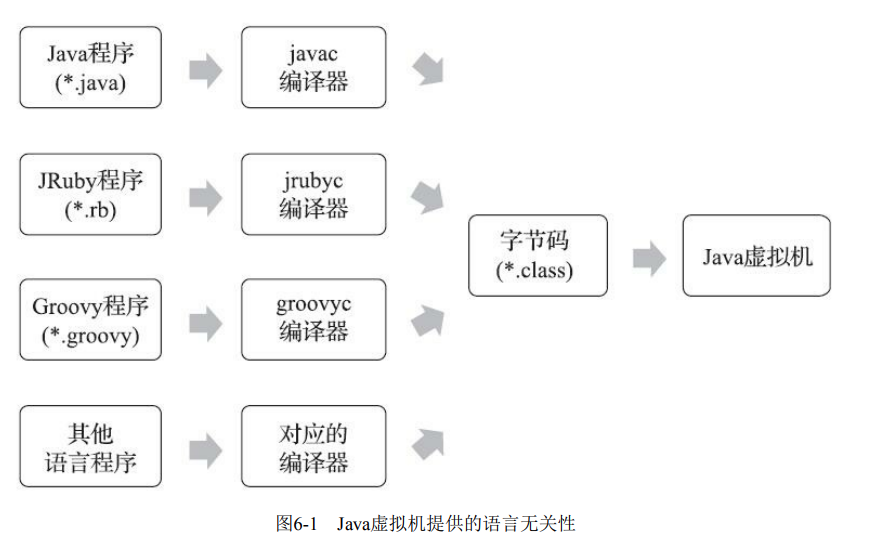 Java程序
(*.java)
javac
编译器
JRuby程序
(*.rb)
jrubyc
编译器
字节码
(*.class)
Java虚拟机
Groovy程序
(*.groovy)
groovyc
编译器
其他
语言程序
对应的
编译器
图6-1 Java虚拟机提供的语言无关性